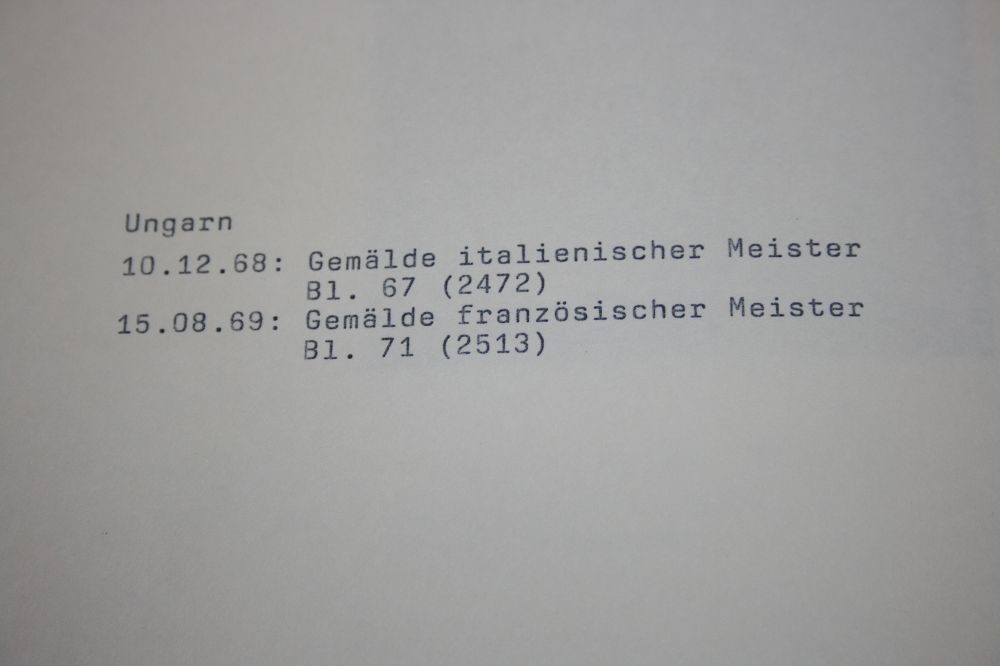 Ungarn
10.12.68: Gemälde italienischer Meister
Bl. 67 (2472)
15.08.69: Gemälde französischer Meister
Bl. 71 (2513)